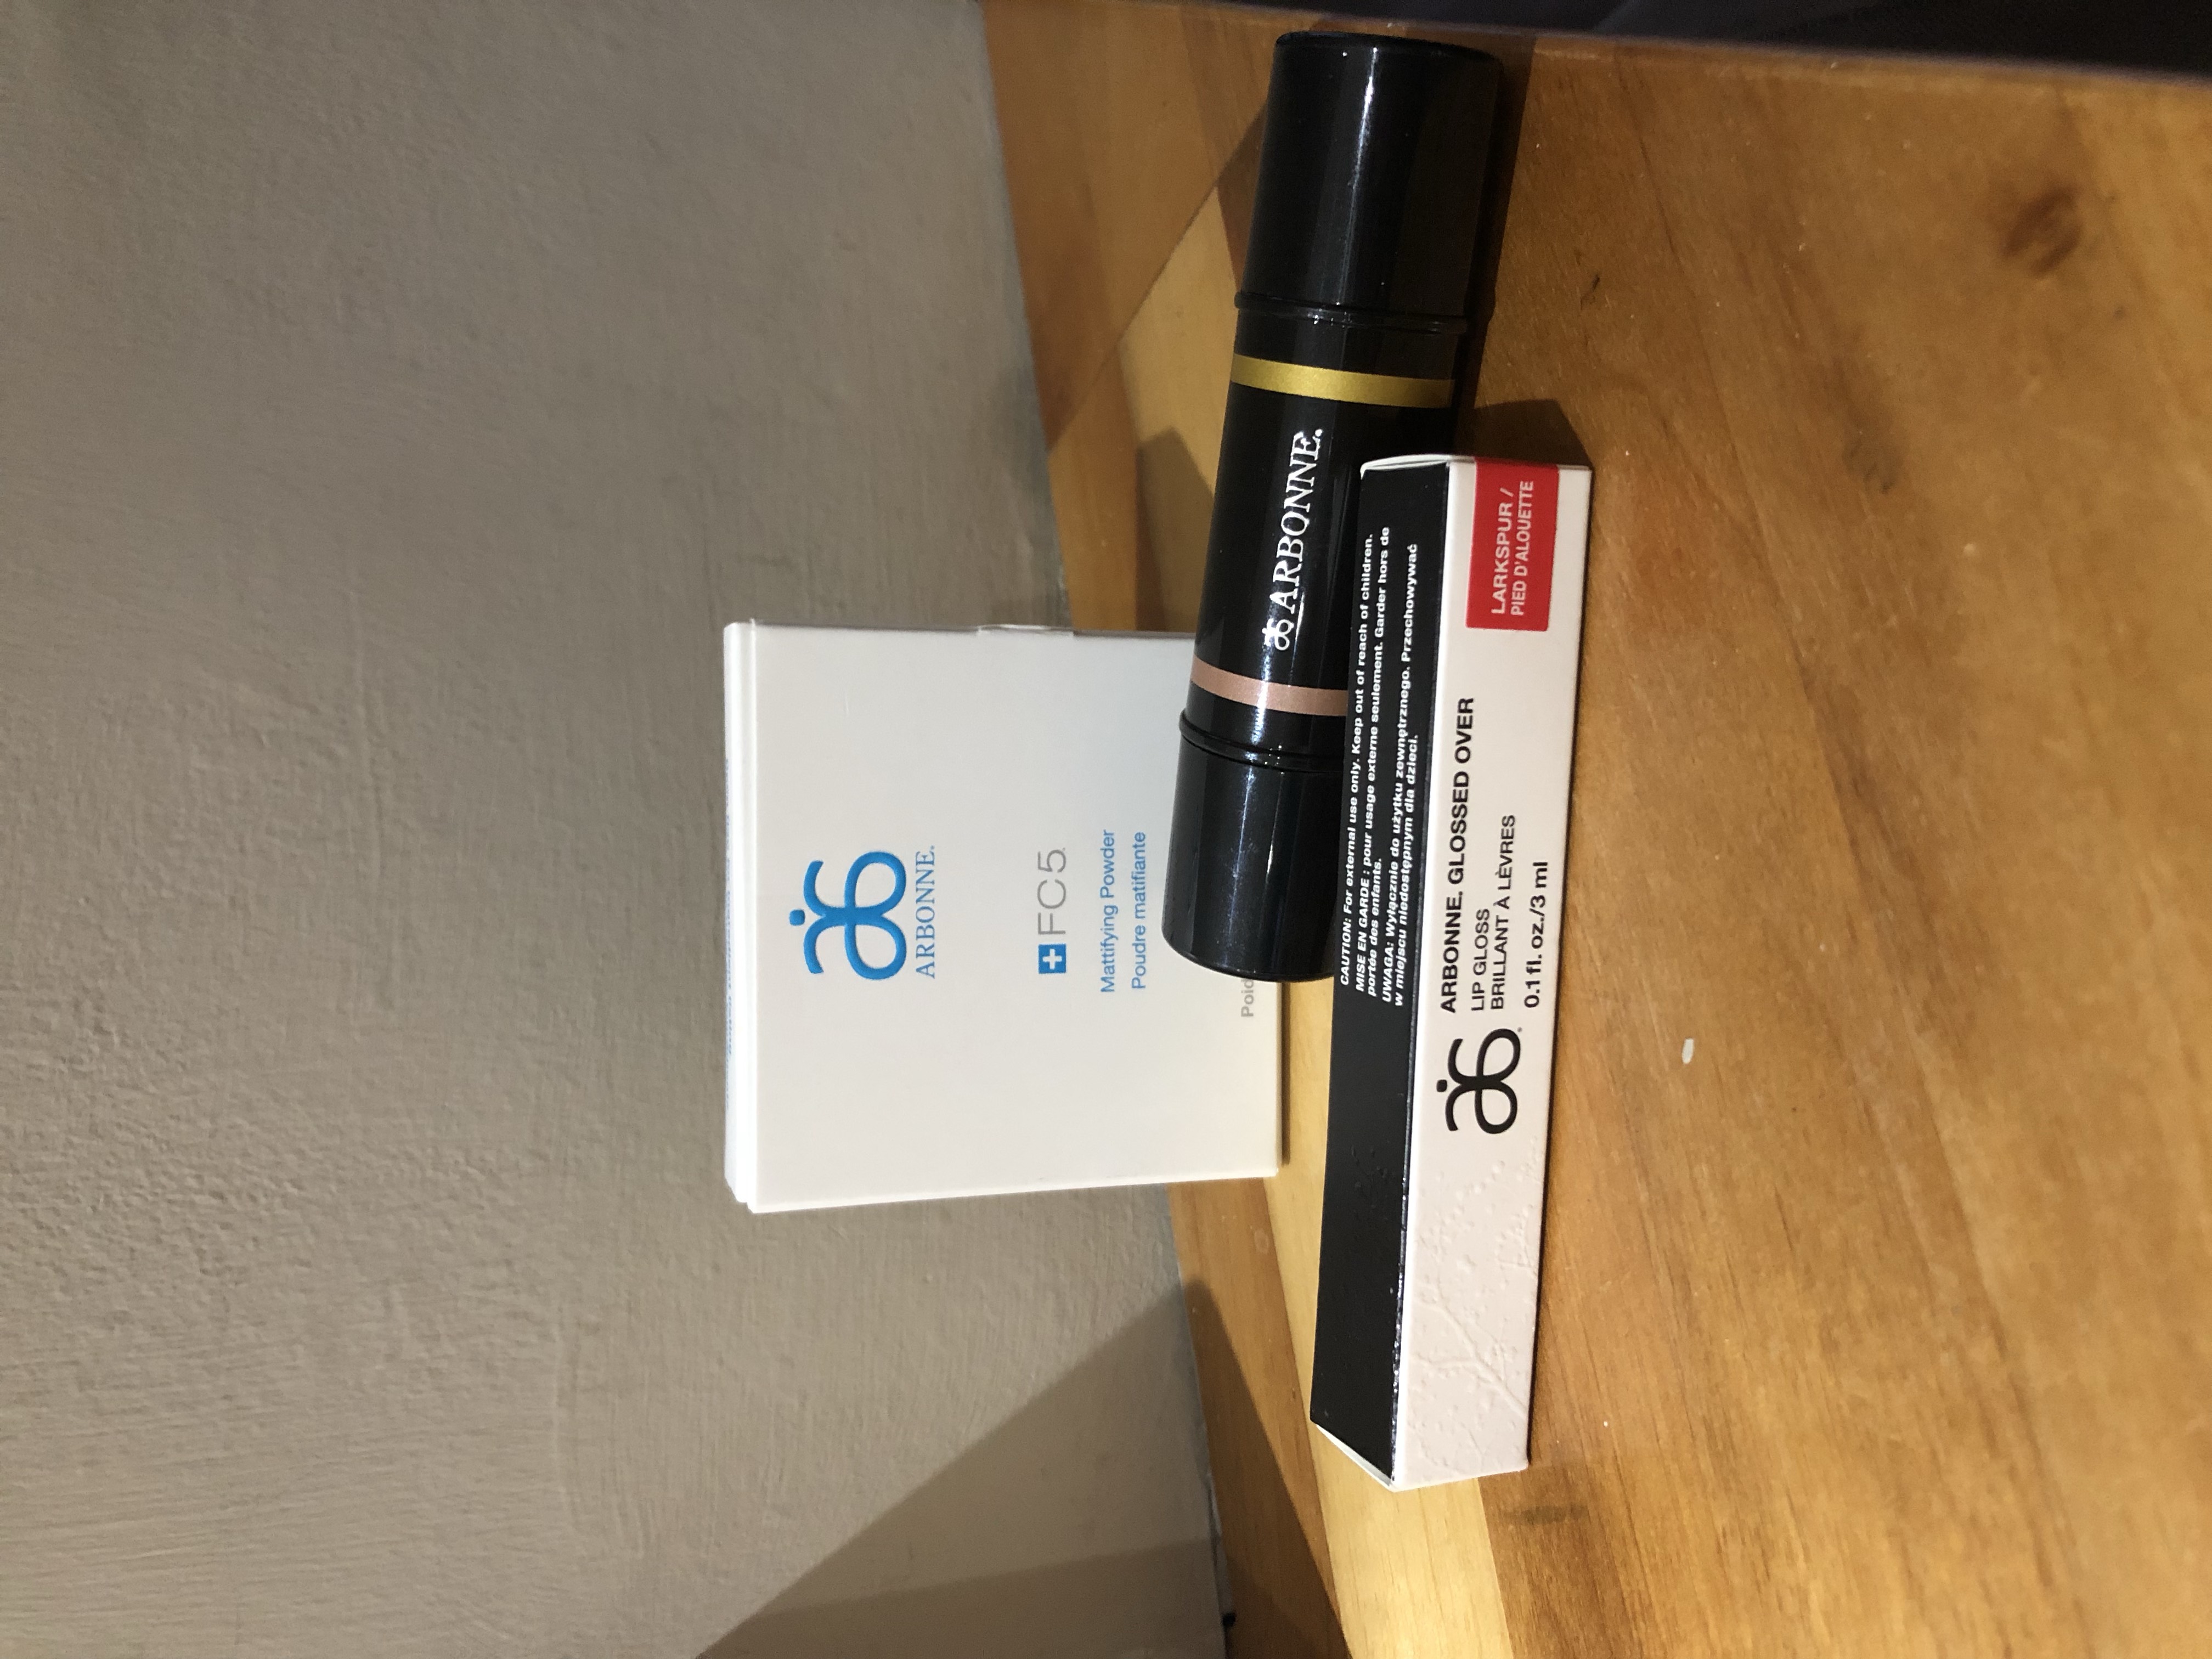 ARBONNE.
FC5
Mattifying Powder
Poudre matifiante
Poid
ARBONNE.
CAUTION: For external use only. Keep out of reach of children.
MISE EN GARDE : pour usage externe seulement. Garder hors de
portée des enfants.
UWAGA: Wyłącznie do użytku zewnętrznego. Przechowywać
w miejscu niedostępnym dla dzieci.
ARBONNE. GLOSSED OVER
LIP GLOSS
BRILLANT À LÈVRES
0.1 fl. oz./3 ml
LARKSPUR /
PIED D'ALOUETTE